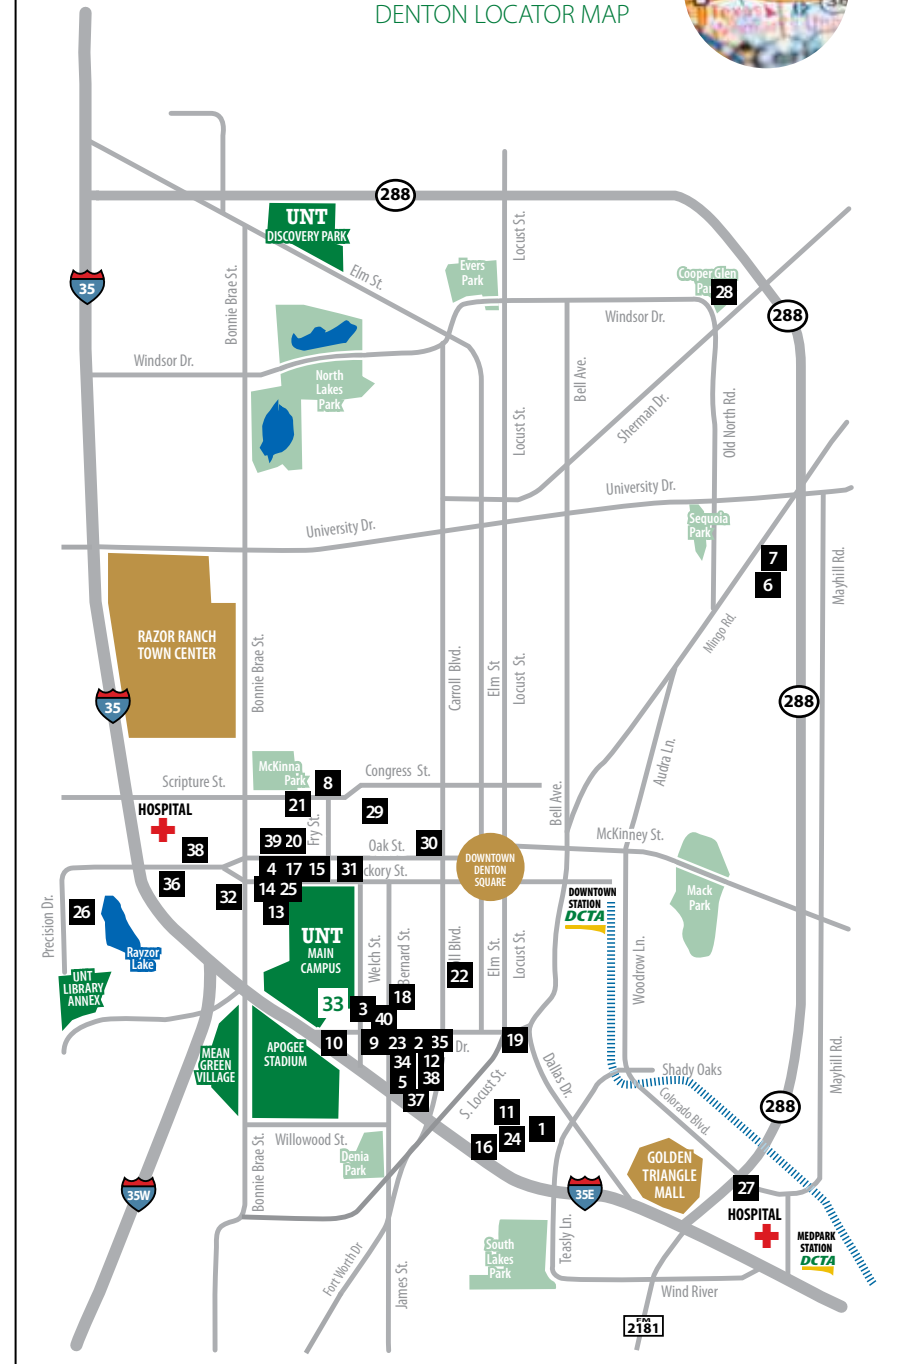 DENTON LOCATOR MAP
288
UNT
DISCOVERY PARK
Locust St.
Elm St.
Evers
Park
Cooper Glen
28
35
Bonnie Brae St.
288
Windsor Dr.
Windsor Dr.
North
Lakes
Park
Bell Ave.
Sherman Dr.
Old North Rd.
Locust St.
University Dr.
University Dr.
Sequoia
Park
7
6
Mayhill Rd.
Mingo Rd.
RAZOR RANCH
TOWN CENTER
Bonnie Brae St.
Carroll Blvd.
Elm St
Locust St.
35
288
Audra Ln.
McKinna
Park
8
Congress St.
Scripture St.
21
29
Fry St.
Bell Ave.
HOSPITAL
38
39 20
Oak St.
30
McKinney St.
4 17 15 31
ckory St.
DOWNTOWN
DENTON
SQUARE
36
32
14 25
13
DOWNTOWN
STATION
DCTA
Mack
Park
26
Precision Dr.
Rayzor
Lake
UNT
MAIN
CAMPUS
Welch St.
Bernard St.
ll Blvd.
Elm St.
Locust St.
22
Woodrow Ln.
UNT
LIBRARY
ANNEX
33
3
18
40
MEAN
GREEN
VILLAGE
APOGEE
STADIUM
10
9 23 2 35
Dr.
19
34 12
5 38
37
Dallas Dr.
S. Locust St.
Shady Oaks
Colorado Blvd.
Mayhill Rd.
288
11
1
24
16
Willowood St.
Bonnie Brae St.
Denia
Park
GOLDEN
TRIANGLE
MALL
27
HOSPITAL
35W
35E
MEDPARK
STATION
DCTA
South
Lakes
Park
Teasly Ln.
Fort Worth Dr
James St.
Wind River
FM
2181